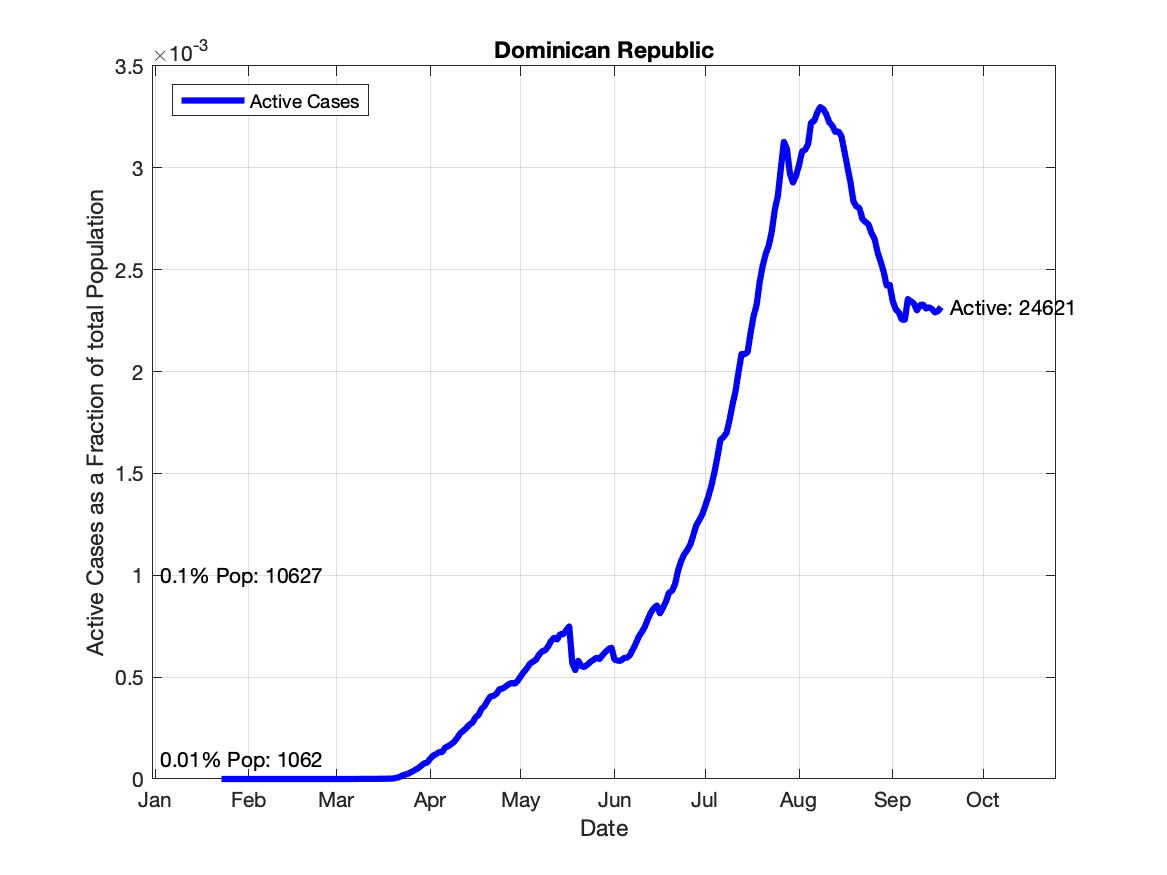 Dominican Republic
×10-3
3.5
3
2.5
2
1.5
1
0.5
0
Active Cases as a Fraction of total Population
Active Cases
Active: 24621
0.1% Pop: 10627
0.01% Pop: 1062
Jan Feb Mar Apr May Jun Jul Aug Sep Oct
Date